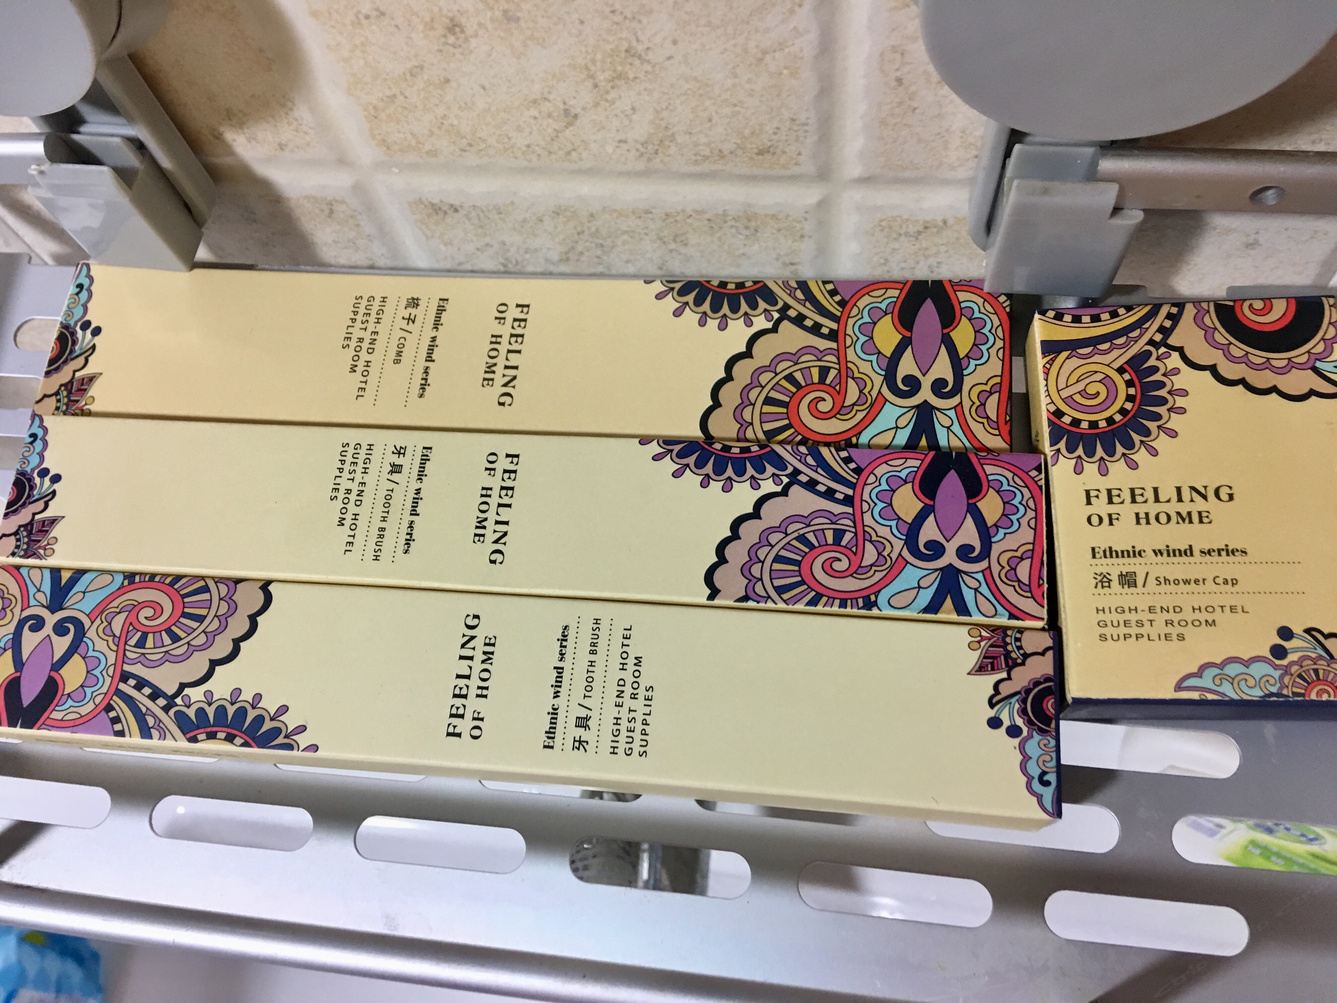 FEELING
OF HOME
Ethnic wind series
梳子/COMB
HIGH-END HOTEL
GUEST ROOM
SUPPLIES
FEELING
OF HOME
Ethnic wind series
牙具/TOOTH BRUSH
HIGH-END HOTEL
GUEST ROOM
SUPPLIES
FEELING
OF HOME
Ethnic wind series
牙具/TOOTH BRUSH
HIGH-END HOTEL
GUEST ROOM
SUPPLIES
FEELING
OF HOME
Ethnic wind series
浴帽/Shower Cap
HIGH-END HOTEL
GUEST ROOM
SUPPLIES